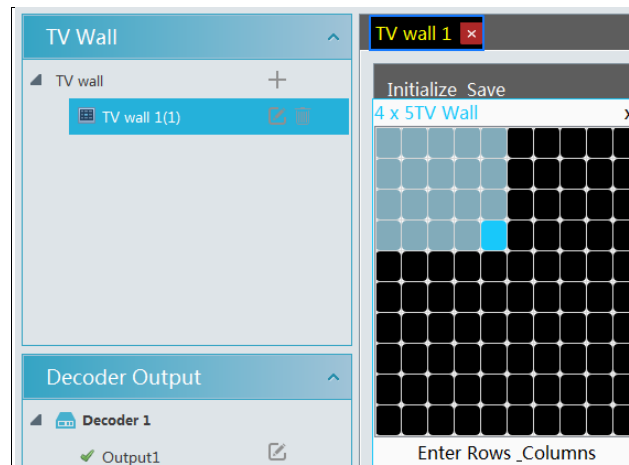 TV Wall
TV wall
TV wall 1(1)
Decoder Output
Decoder 1
Output1
TV wall 1 ×
Initialize Save
4 x 5TV Wall x
Enter Rows _Columns